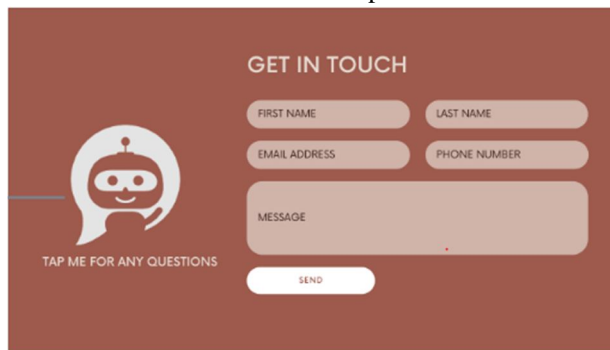 GET IN TOUCH
FIRST NAME
LAST NAME
EMAIL ADDRESS
PHONE NUMBER
MESSAGE
SEND
TAP ME FOR ANY QUESTIONS